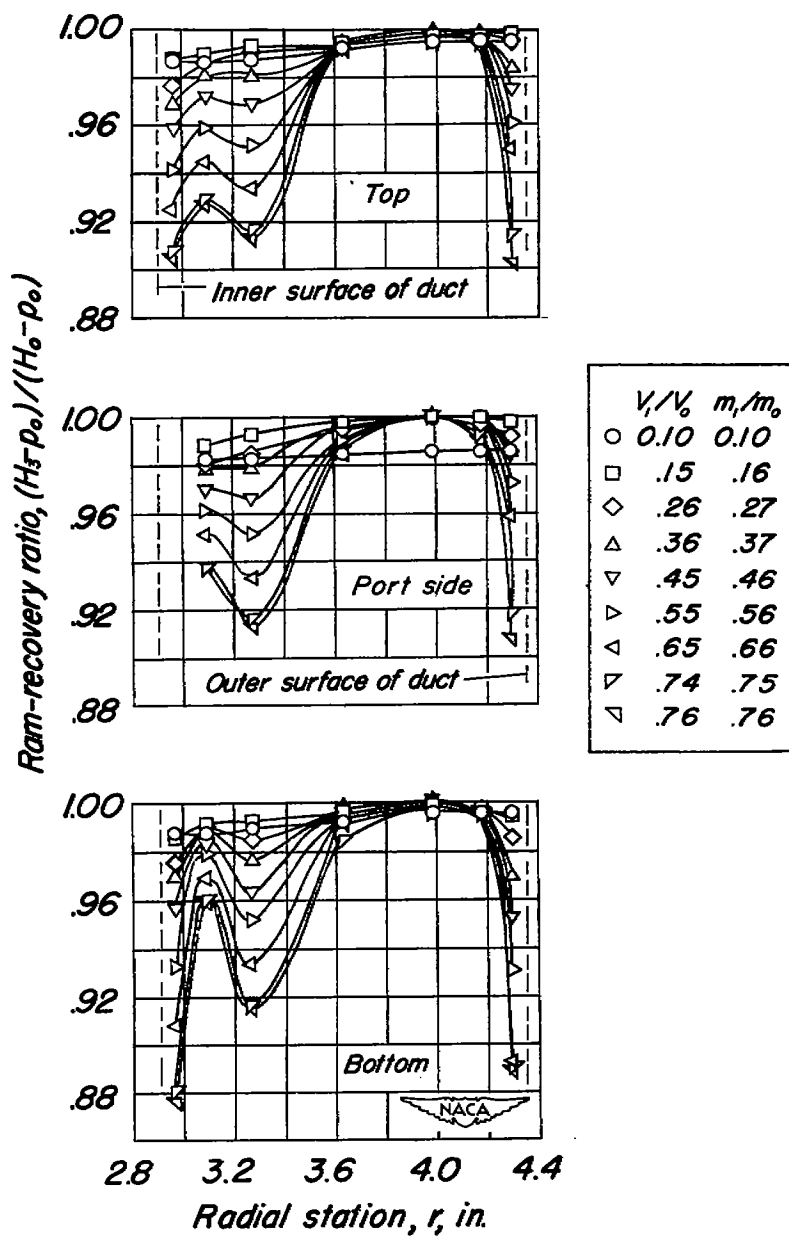 1.00
.96
.92
.88
Top
Inner surface of duct
1.00
.96
.92
.88
Port side
Outer surface of duct
1.00
.96
.92
.88
Bottom
NACA
2.8 3.2 3.6 4.0 4.4
Radial station, r, in.
Ram-recovery ratio, (H₃-p₀)/(H₀-p₀)
V₁/V₀ m₁/m₀
0.10 0.10
.15 .16
.26 .27
.36 .37
.45 .46
.55 .56
.65 .66
.74 .75
.76 .76